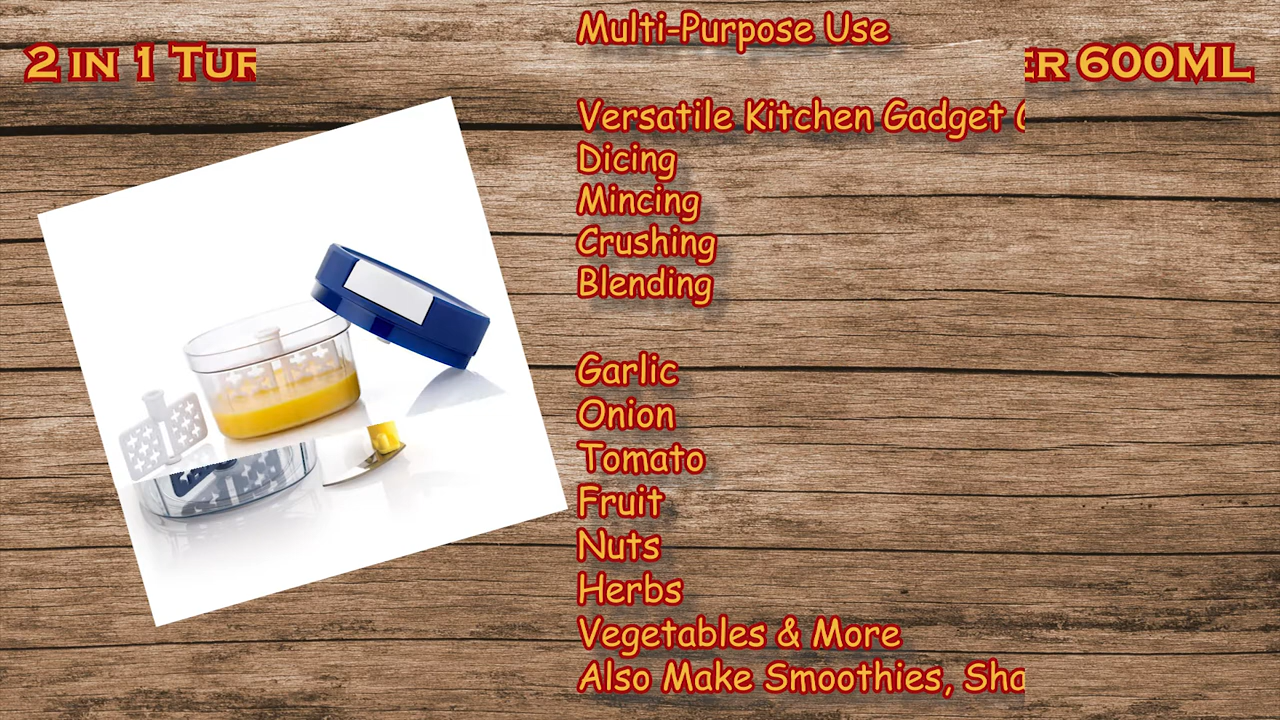 2 in 1 Tur er 600ML
Multi-Purpose Use
Versatile Kitchen Gadget
Dicing
Mincing
Crushing
Blending
Garlic
Onion
Tomato
Fruit
Nuts
Herbs
Vegetables & More
Also Make Smoothies, Sha